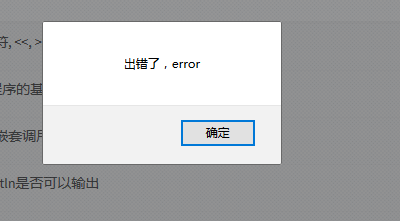 符, <<, >
出错了，error
程序的基
确定
嵌套调用
tln是否可以输出